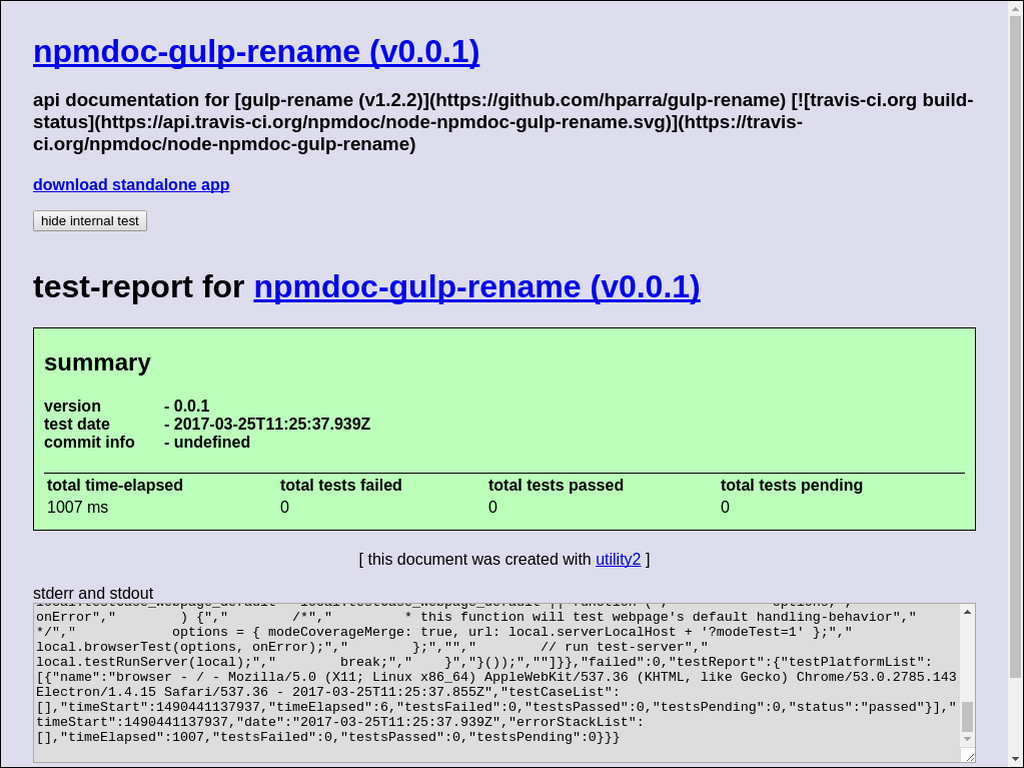 npmdoc-gulp-rename (v0.0.1)
api documentation for [gulp-rename (v1.2.2)](https://github.com/hparra/gulp-rename) [![travis-ci.org build-
status](https://api.travis-ci.org/npmdoc/node-npmdoc-gulp-rename.svg)](https://travis-
ci.org/npmdoc/node-npmdoc-gulp-rename)
download standalone app
hide internal test
test-report for npmdoc-gulp-rename (v0.0.1)
summary
version - 0.0.1
test date - 2017-03-25T11:25:37.939Z
commit info - undefined
total time-elapsed total tests failed total tests passed total tests pending
1007 ms 0 0 0
[ this document was created with utility2 ]
stderr and stdout
onError","        ) {","        /*","         * this function will test webpage's default handling-behavior","
*/","            options = { modeCoverageMerge: true, url: local.serverLocalHost + '?modeTest=1' };","
local.browserTest(options, onError);","        };","","        // run test-server","
local.testRunServer(local);","        break;","    }","}());",""]}},"failed":0,"testReport":{"testPlatformList":
[{"name":"browser - / - Mozilla/5.0 (X11; Linux x86_64) AppleWebKit/537.36 (KHTML, like Gecko) Chrome/53.0.2785.143
Electron/1.4.15 Safari/537.36 - 2017-03-25T11:25:37.855Z","testCaseList":
[],"timeStart":1490441137937,"timeElapsed":6,"testsFailed":0,"testsPassed":0,"testsPending":0,"status":"passed"}],"
timeStart":1490441137937,"date":"2017-03-25T11:25:37.939Z","errorStackList":
[],"timeElapsed":1007,"testsFailed":0,"testsPassed":0,"testsPending":0}}}